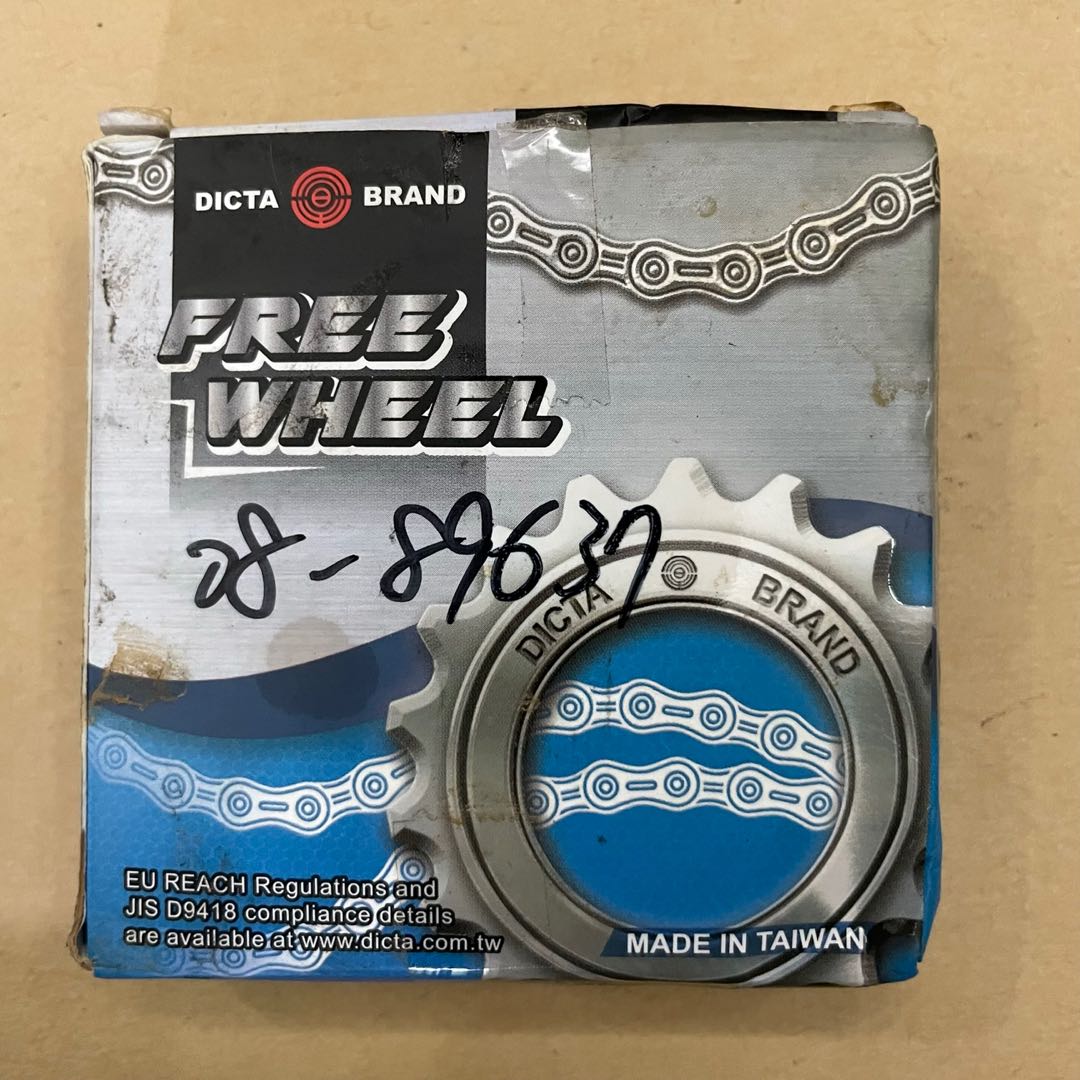 DICTA BRAND
FREE
WHEEL
08-89637
DICTA BRAND
EU REACH Regulations and
JIS D9418 compliance details
are available at www.dicta.com.tw
MADE IN TAIWAN